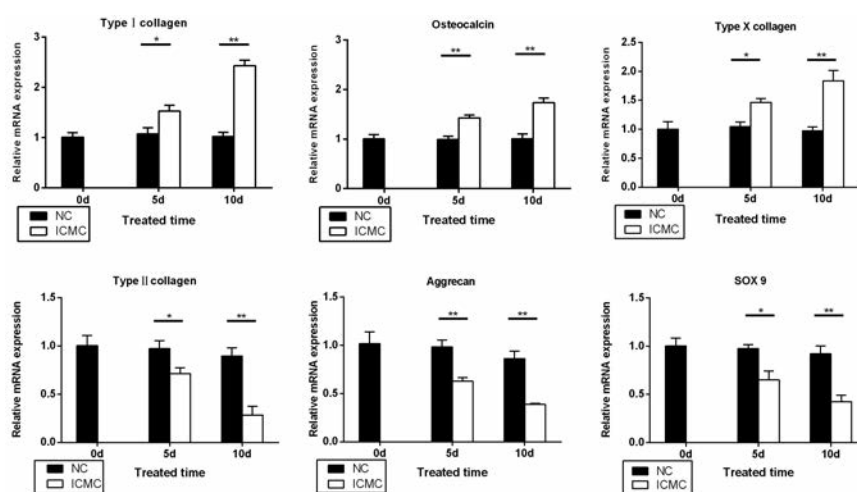 Type Ⅰ collagen
Relative mRNA expression
3
2
1
0
* **
0d 5d 10d
Treated time
NC
ICMC
Osteocalcin
Relative mRNA expression
3
2
1
0
** **
0d 5d 10d
Treated time
NC
ICMC
Type X collagen
Relative mRNA expression
2.5
2.0
1.5
1.0
0.5
0.0
* **
0d 5d 10d
Treated time
NC
ICMC
Type Ⅱ collagen
Relative mRNA expression
1.5
1.0
0.5
0.0
* **
0d 5d 10d
Treated time
NC
ICMC
Aggrecan
Relative mRNA expression
1.5
1.0
0.5
0.0
** **
0d 5d 10d
Treated time
NC
ICMC
SOX 9
Relative mRNA expression
1.5
1.0
0.5
0.0
* **
0d 5d 10d
Treated time
NC
ICMC